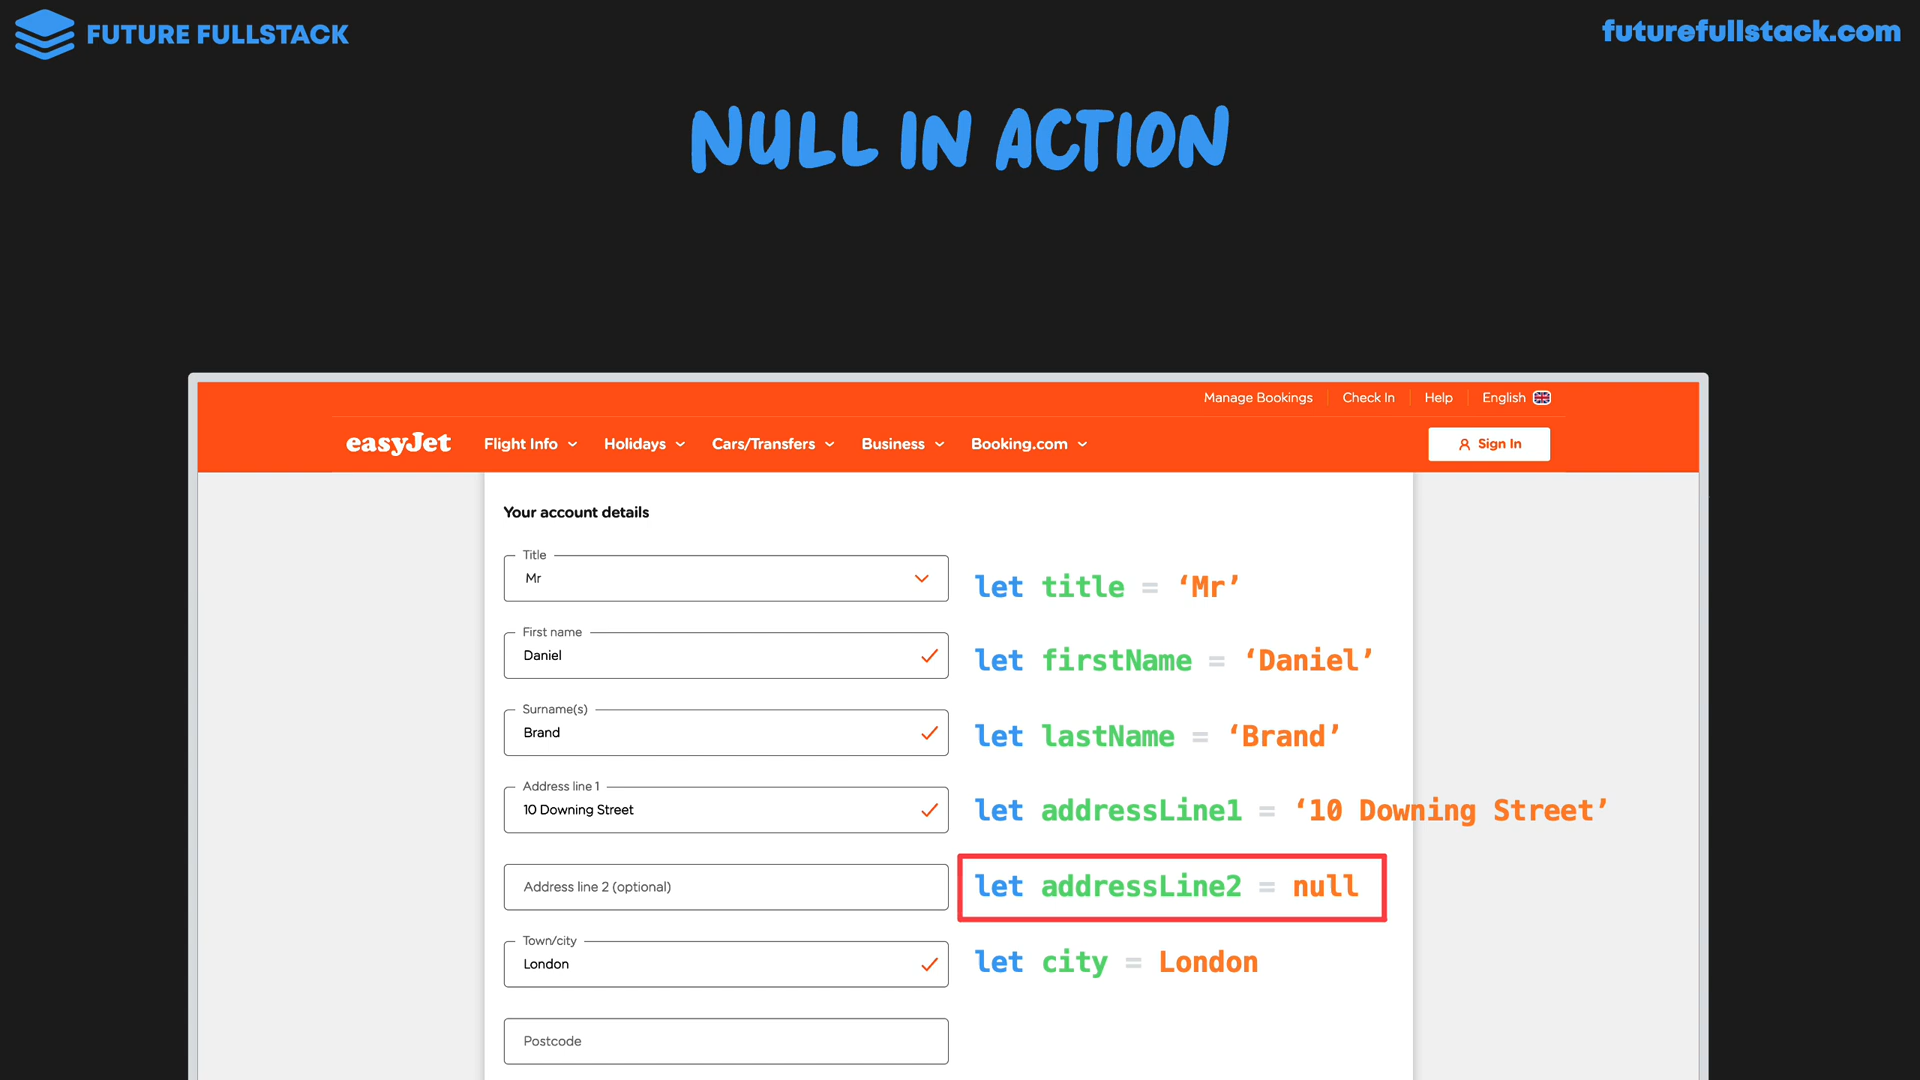 FUTURE FULLSTACK
futurefullstack.com
NULL IN ACTION
Manage Bookings Check In Help English
easyJet Flight Info Holidays Cars/Transfers Business Booking.com Sign In
Your account details
Title
Mr
let title = ‘Mr’
First name
Daniel
let firstName = ‘Daniel’
Surname(s)
Brand
let lastName = ‘Brand’
Address line 1
10 Downing Street
let addressLine1 = ‘10 Downing Street’
Address line 2 (optional)
let addressLine2 = null
Town/city
London
let city = London
Postcode